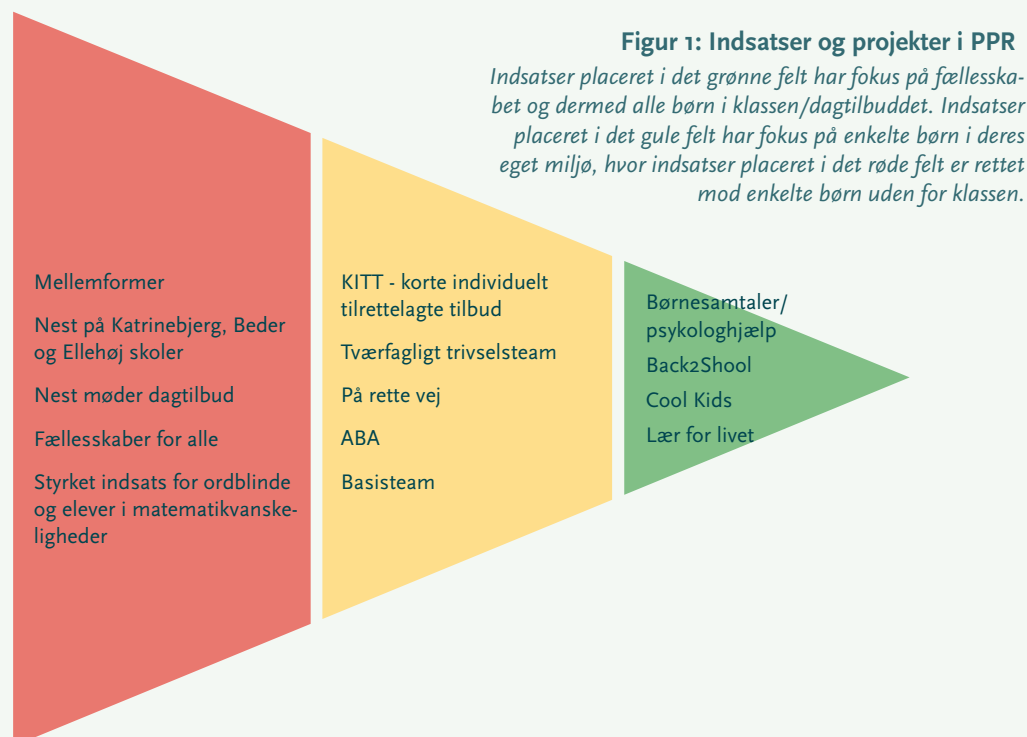 Figur 1: Indsatser og projekter i PPR
Indsatser placeret i det grønne felt har fokus på fællesska-
bet og dermed alle børn i klassen/dagtilbuddet. Indsatser
placeret i det gule felt har fokus på enkelte børn i deres
eget miljø, hvor indsatser placeret i det røde felt er rettet
mod enkelte børn uden for klassen.
Mellemformer
Nest på Katrinebjerg, Beder
og Ellehøj skoler
Nest møder dagtilbud
Fællesskaber for alle
Styrket indsats for ordblinde
og elever i matematikvanske-
ligheder
KITT - korte individuelt
tilrettelagte tilbud
Tværfagligt trivselsteam
På rette vej
ABA
Basisteam
Børnesamtaler/
psykologhjælp
Back2Shool
Cool Kids
Lær for livet